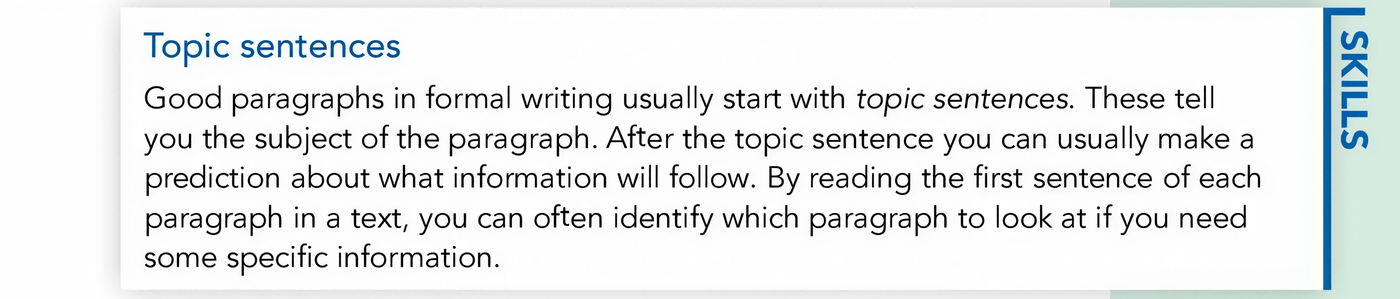 Topic sentences
Good paragraphs in formal writing usually start with topic sentences. These tell
you the subject of the paragraph. After the topic sentence you can usually make a
prediction about what information will follow. By reading the first sentence of each
paragraph in a text, you can often identify which paragraph to look at if you need
some specific information.
SKILLS